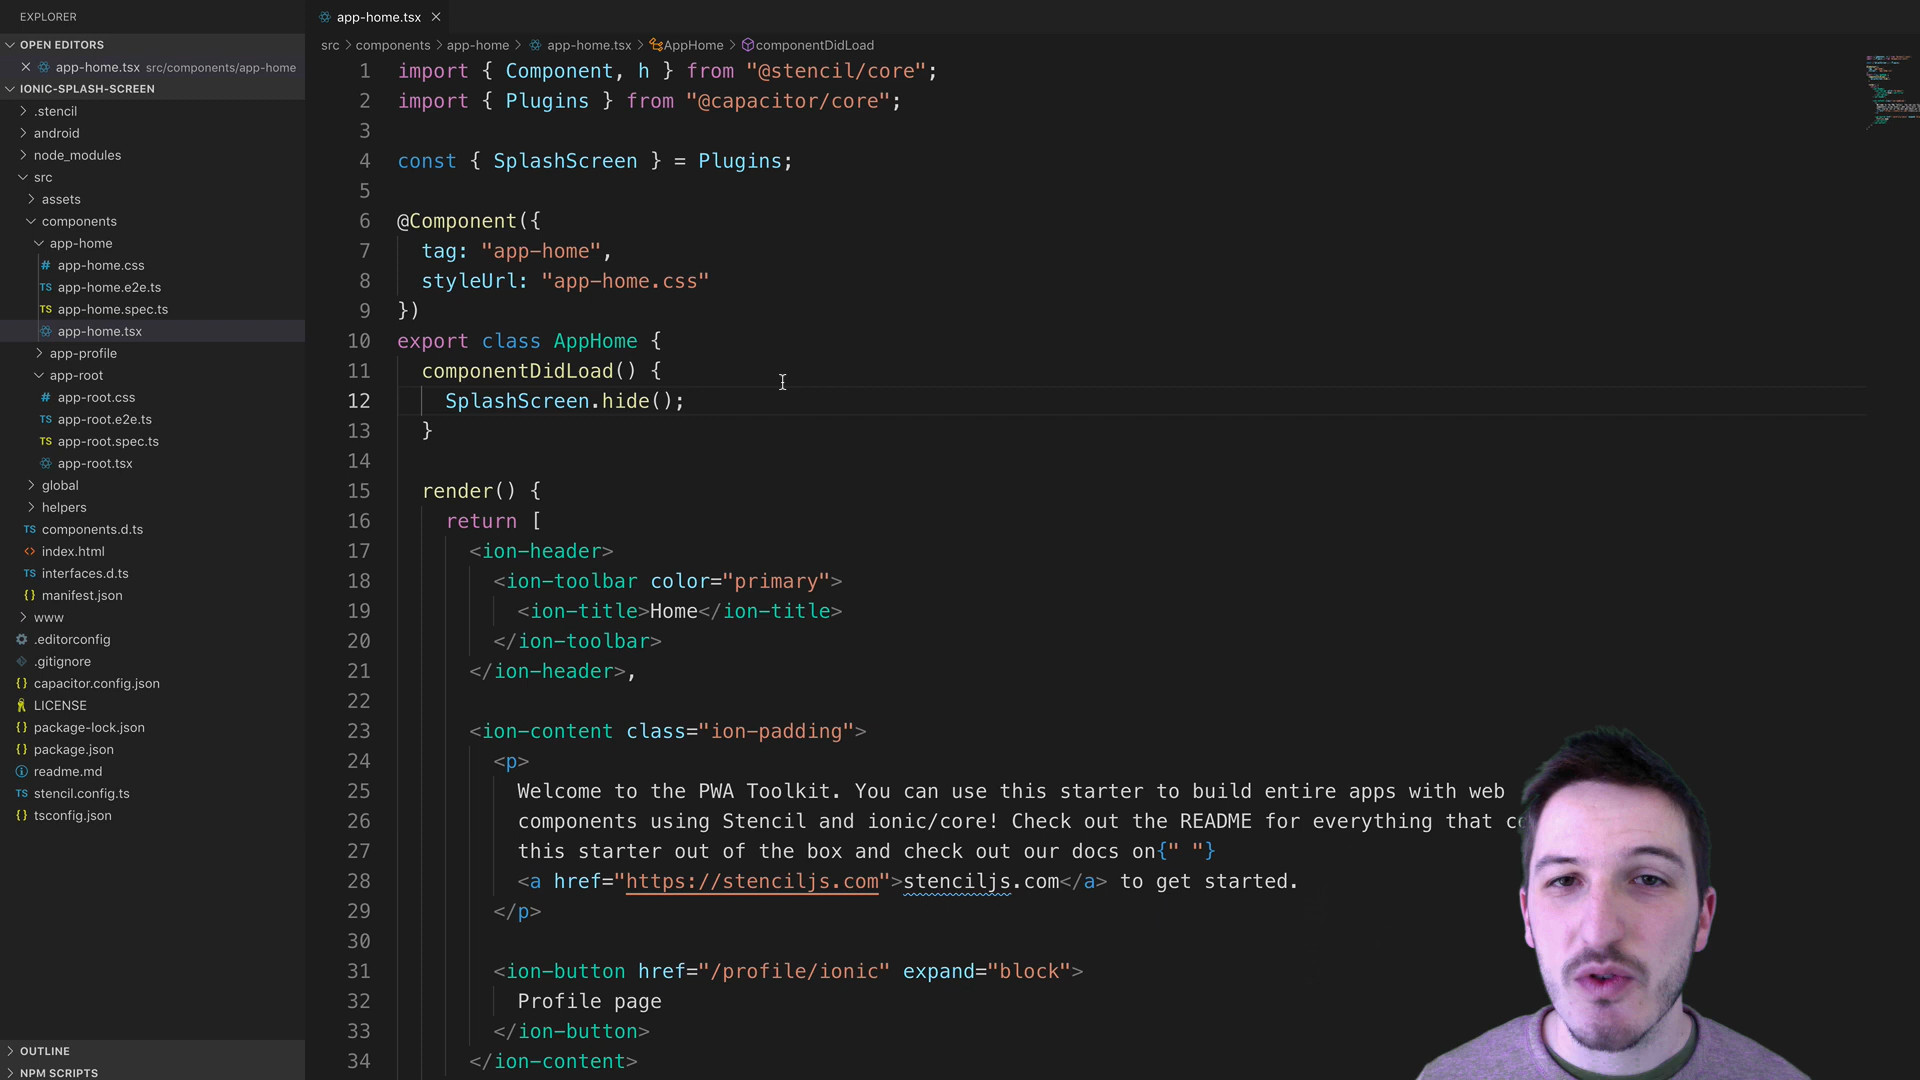 EXPLORER
OPEN EDITORS
app-home.tsx src/components/app-home
IONIC-SPLASH-SCREEN
.stencil
android
node_modules
src
assets
components
app-home
app-home.css
app-home.e2e.ts
app-home.spec.ts
app-home.tsx
app-profile
app-root
app-root.css
app-root.e2e.ts
app-root.spec.ts
app-root.tsx
global
helpers
components.d.ts
index.html
interfaces.d.ts
manifest.json
www
.editorconfig
.gitignore
capacitor.config.json
LICENSE
package-lock.json
package.json
readme.md
stencil.config.ts
tsconfig.json
OUTLINE
NPM SCRIPTS
app-home.tsx
src > components > app-home > app-home.tsx > AppHome > componentDidLoad
1 import { Component, h } from "@stencil/core";
2 import { Plugins } from "@capacitor/core";
3
4 const { SplashScreen } = Plugins;
5
6 @Component({
7 tag: "app-home",
8 styleUrl: "app-home.css"
9 })
10 export class AppHome {
11 componentDidLoad() {
12 SplashScreen.hide();
13 }
14
15 render() {
16 return [
17 <ion-header>
18 <ion-toolbar color="primary">
19 <ion-title>Home</ion-title>
20 </ion-toolbar>
21 </ion-header>,
22
23 <ion-content class="ion-padding">
24 <p>
25 Welcome to the PWA Toolkit. You can use this starter to build entire apps with web
26 components using Stencil and ionic/core! Check out the README for everything that
27 this starter out of the box and check out our docs on{" "}
28 <a href="https://stenciljs.com">stenciljs.com</a> to get started.
29 </p>
30
31 <ion-button href="/profile/ionic" expand="block">
32 Profile page
33 </ion-button>
34 </ion-content>